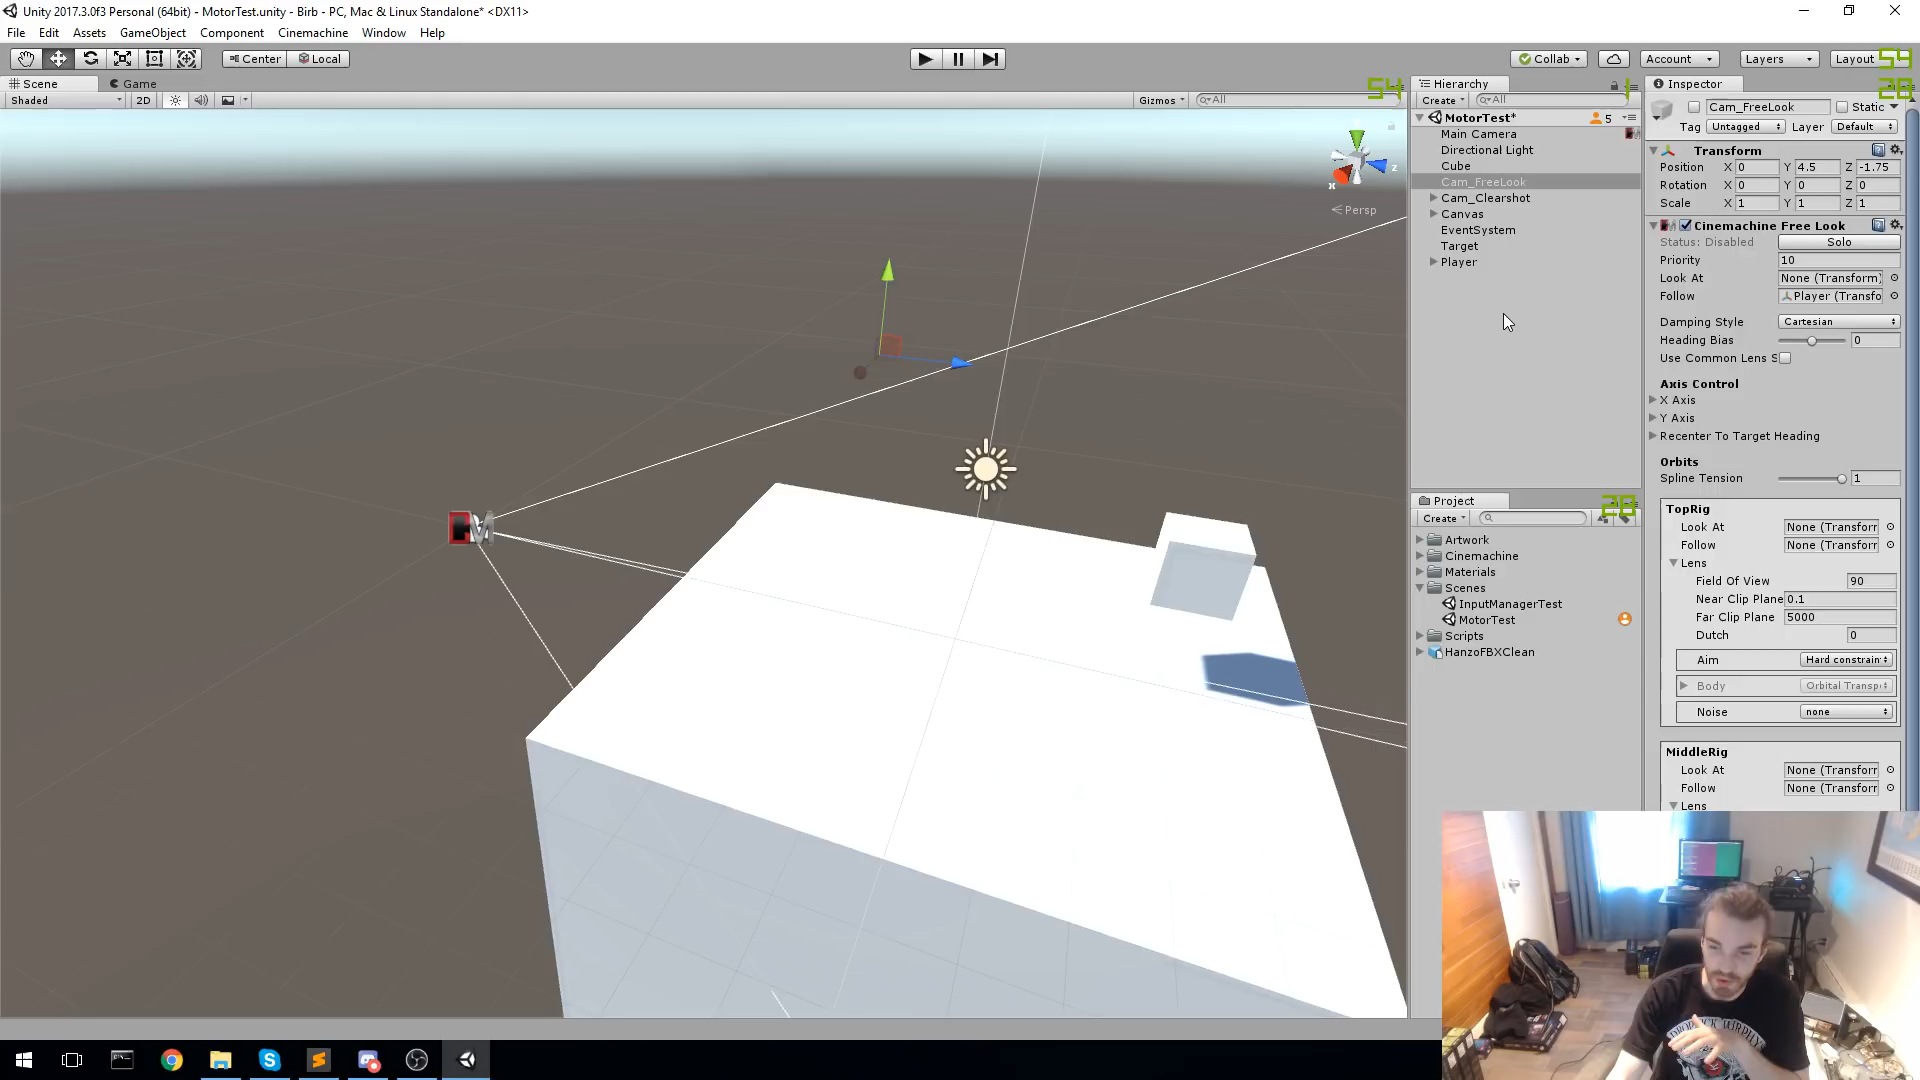 Unity 2017.3.0f3 Personal (64bit) - MotorTest.unity - Birb - PC, Mac & Linux Standalone* <DX11>
File Edit Assets GameObject Component Cinemachine Window Help
Center Local Collab Account Layers Layout 54
Scene Game
Shaded 2D Gizmos All 54
Persp
x
z
Hierarchy
Create All
MotorTest* 5
Main Camera
Directional Light
Cube
Cam_FreeLook
Cam_Clearshot
Canvas
EventSystem
Target
Player
Project 28
Create
Artwork
Cinemachine
Materials
Scenes
InputManagerTest
MotorTest
Scripts
HanzoFBXClean
Inspector 28
Cam_FreeLook Static
Tag Untagged Layer Default
Transform
Position X 0 Y 4.5 Z -1.75
Rotation X 0 Y 0 Z 0
Scale X 1 Y 1 Z 1
Cinemachine Free Look
Status: Disabled Solo
Priority 10
Look At None (Transform)
Follow Player (Transfo
Damping Style Cartesian
Heading Bias 0
Use Common Lens S
Axis Control
X Axis
Y Axis
Recenter To Target Heading
Orbits
Spline Tension 1
TopRig
Look At None (Transforr
Follow None (Transforr
Lens
Field Of View 90
Near Clip Plane 0.1
Far Clip Plane 5000
Dutch 0
Aim Hard constrain
Body Orbital Transp
Noise none
MiddleRig
Look At None (Transforr
Follow None (Transforr
Lens
DROPKICK MURPHYS